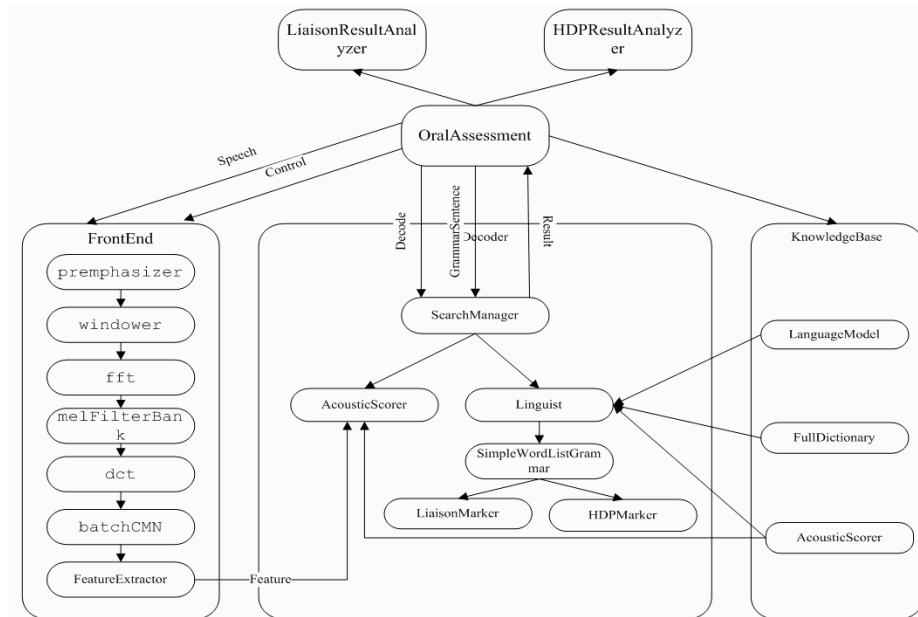 LiaisonResultAnal
yzer
HDPResultAnalyz
er
OralAssessment
Speech
Control
Decode
GrammarSentence
Result
FrontEnd
Decoder
KnowledgeBase
premphasizer
windower
fft
melFilterBan
k
dct
batchCMN
FeatureExtractor
Feature
SearchManager
AcousticScorer
Linguist
SimpleWordListGram
mar
LiaisonMarker
HDPMarker
LanguageModel
FullDictionary
AcousticScorer